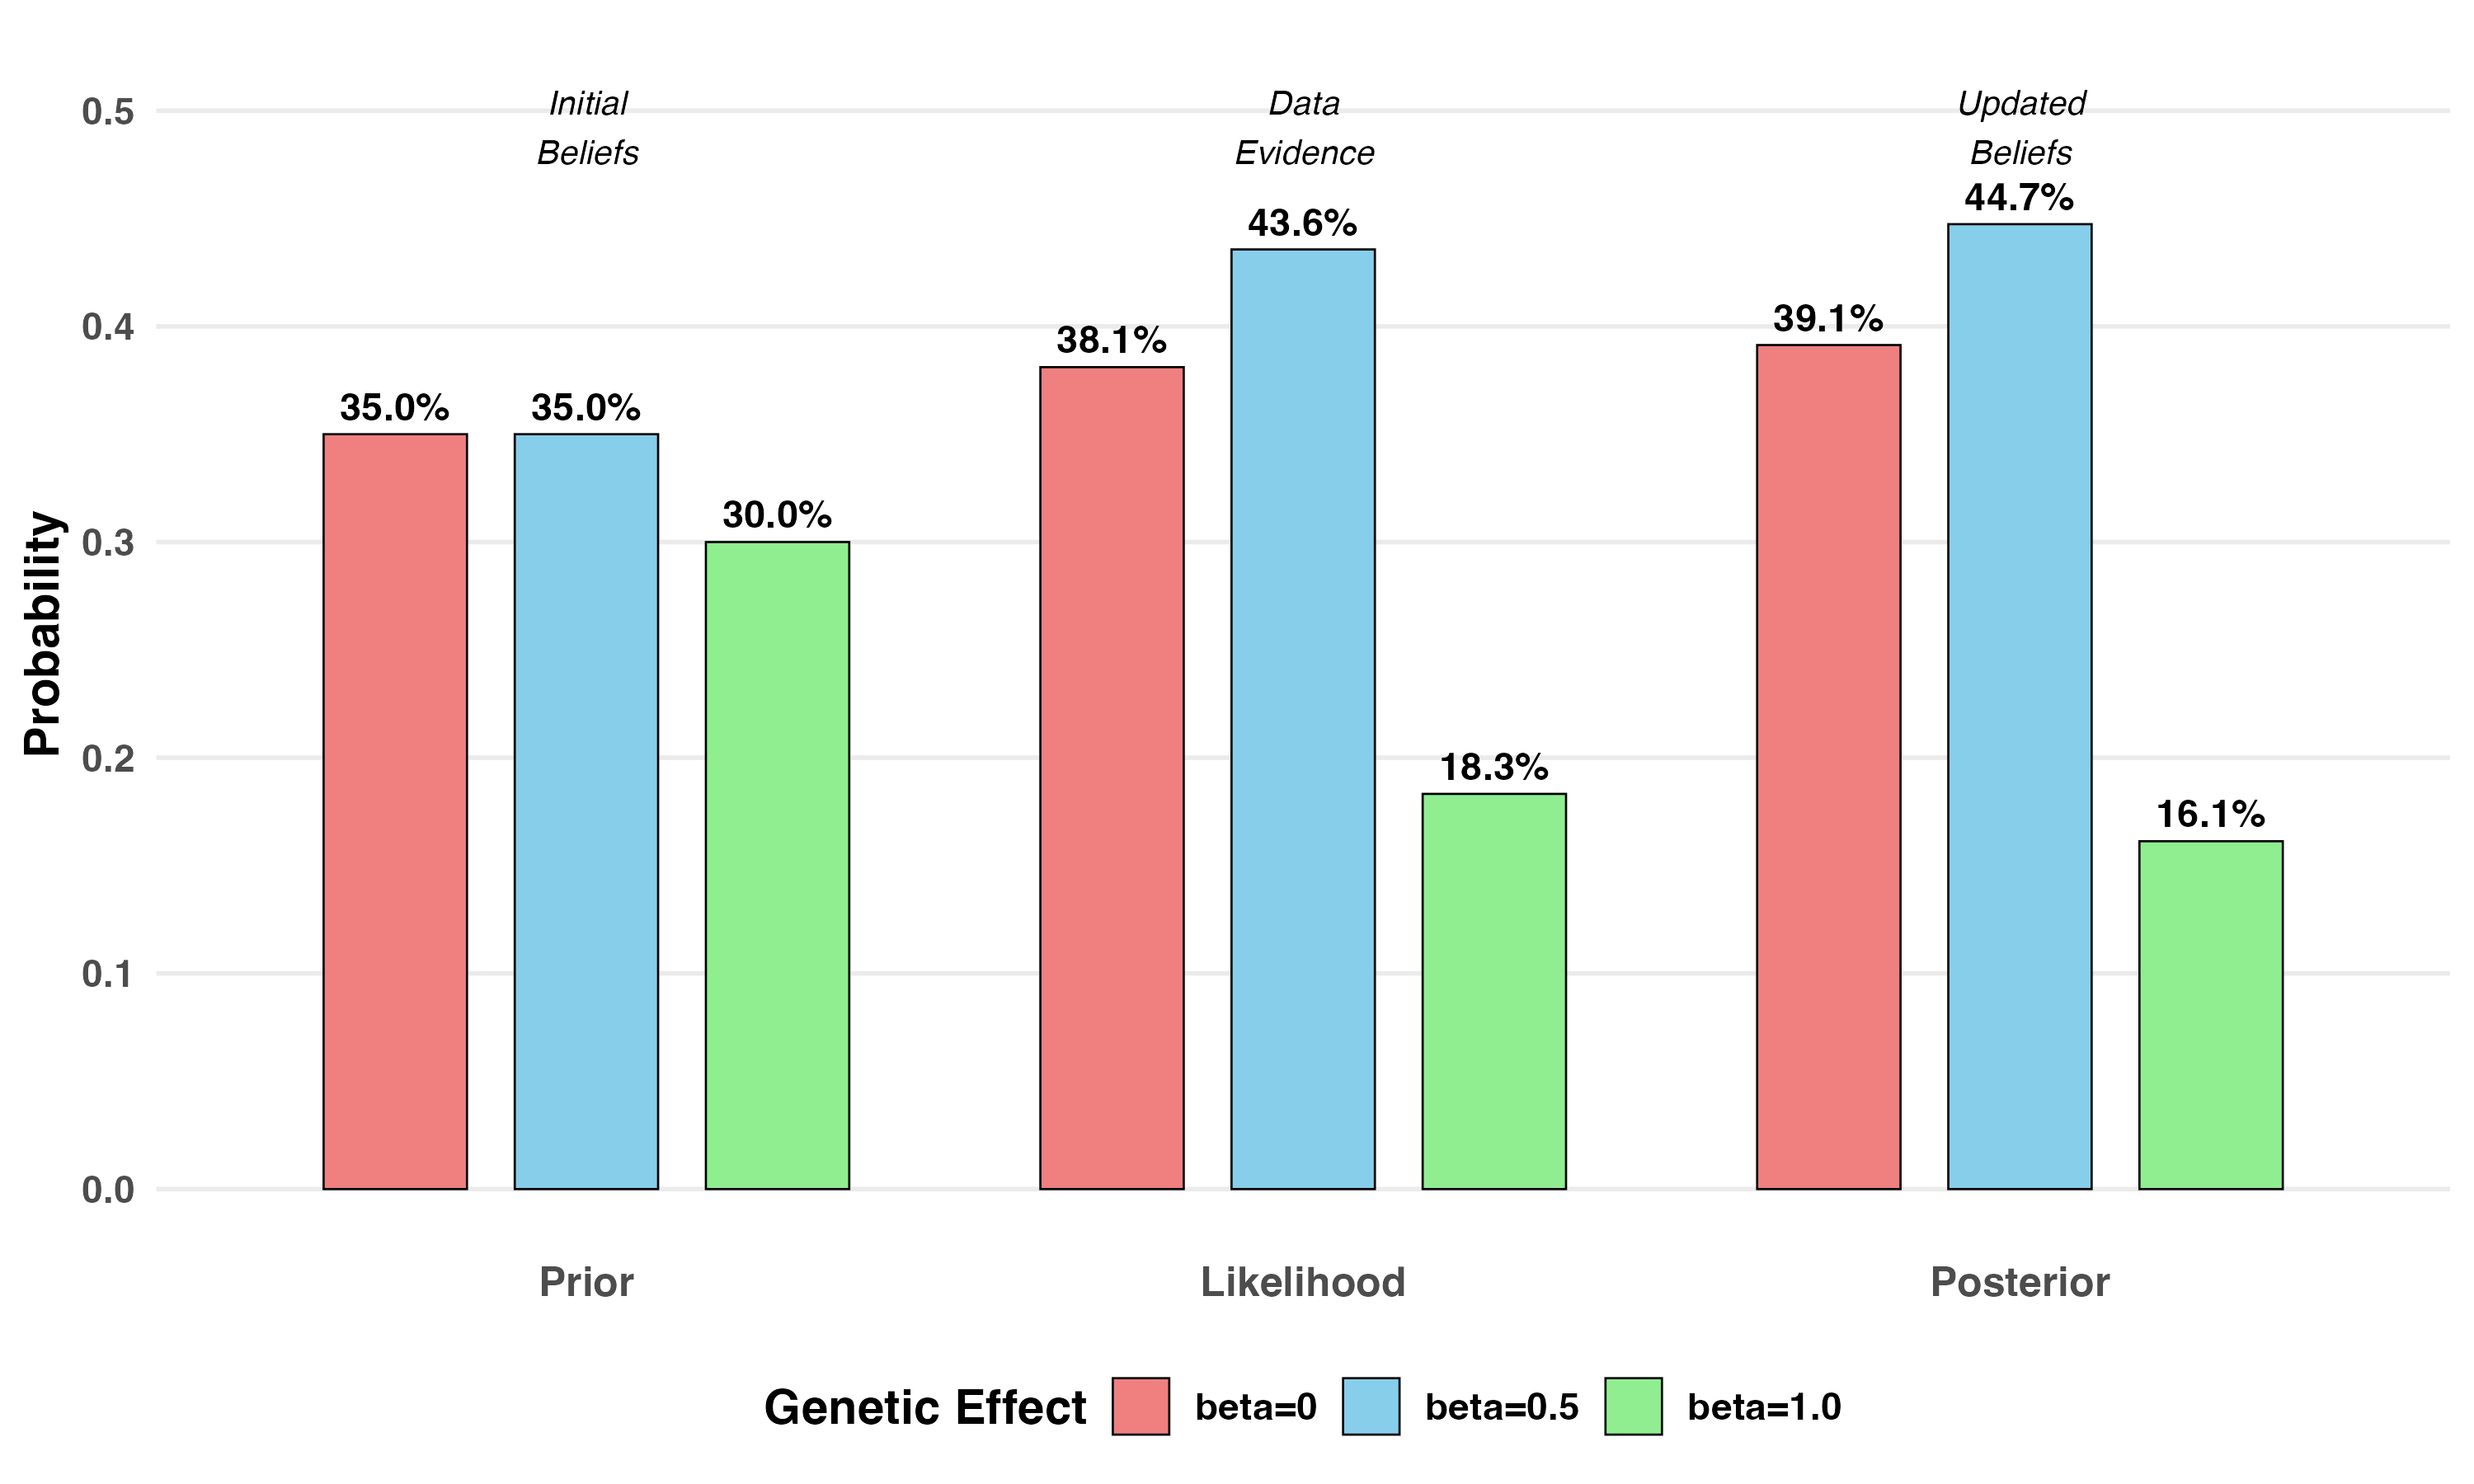 Initial
Beliefs
Data
Evidence
Updated
Beliefs
0.5
0.4
0.3
0.2
0.1
0.0
Probability
35.0%
35.0%
30.0%
38.1%
43.6%
18.3%
39.1%
44.7%
16.1%
Prior
Likelihood
Posterior
Genetic Effect
beta=0
beta=0.5
beta=1.0